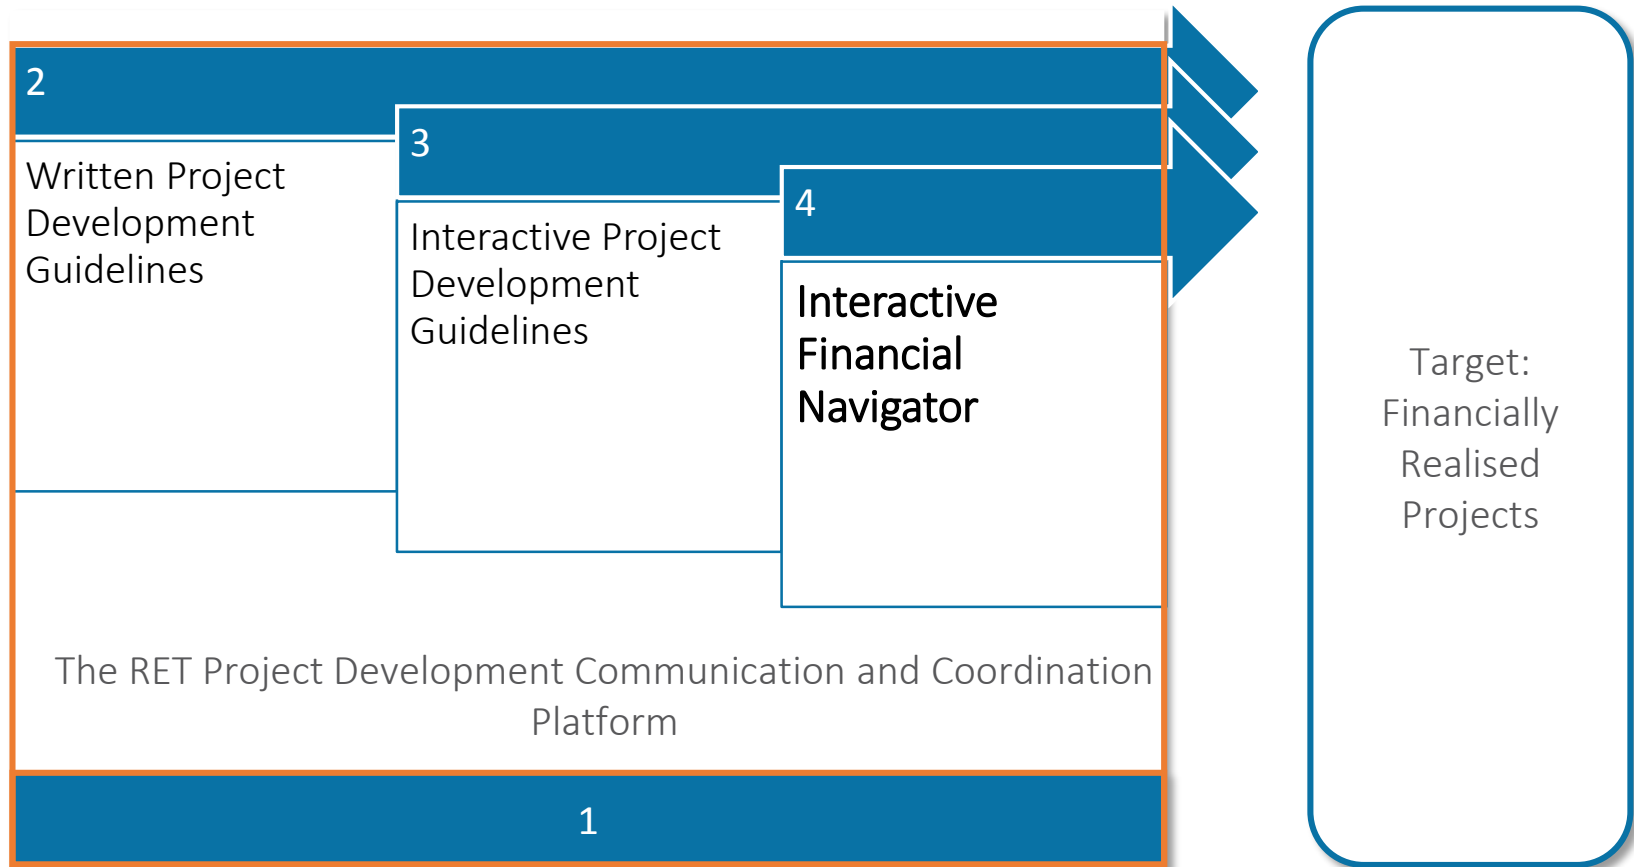 2
Written Project
Development
Guidelines
3
Interactive Project
Development
Guidelines
4
Interactive
Financial
Navigator
The RET Project Development Communication and Coordination
Platform
1
Target:
Financially
Realised
Projects